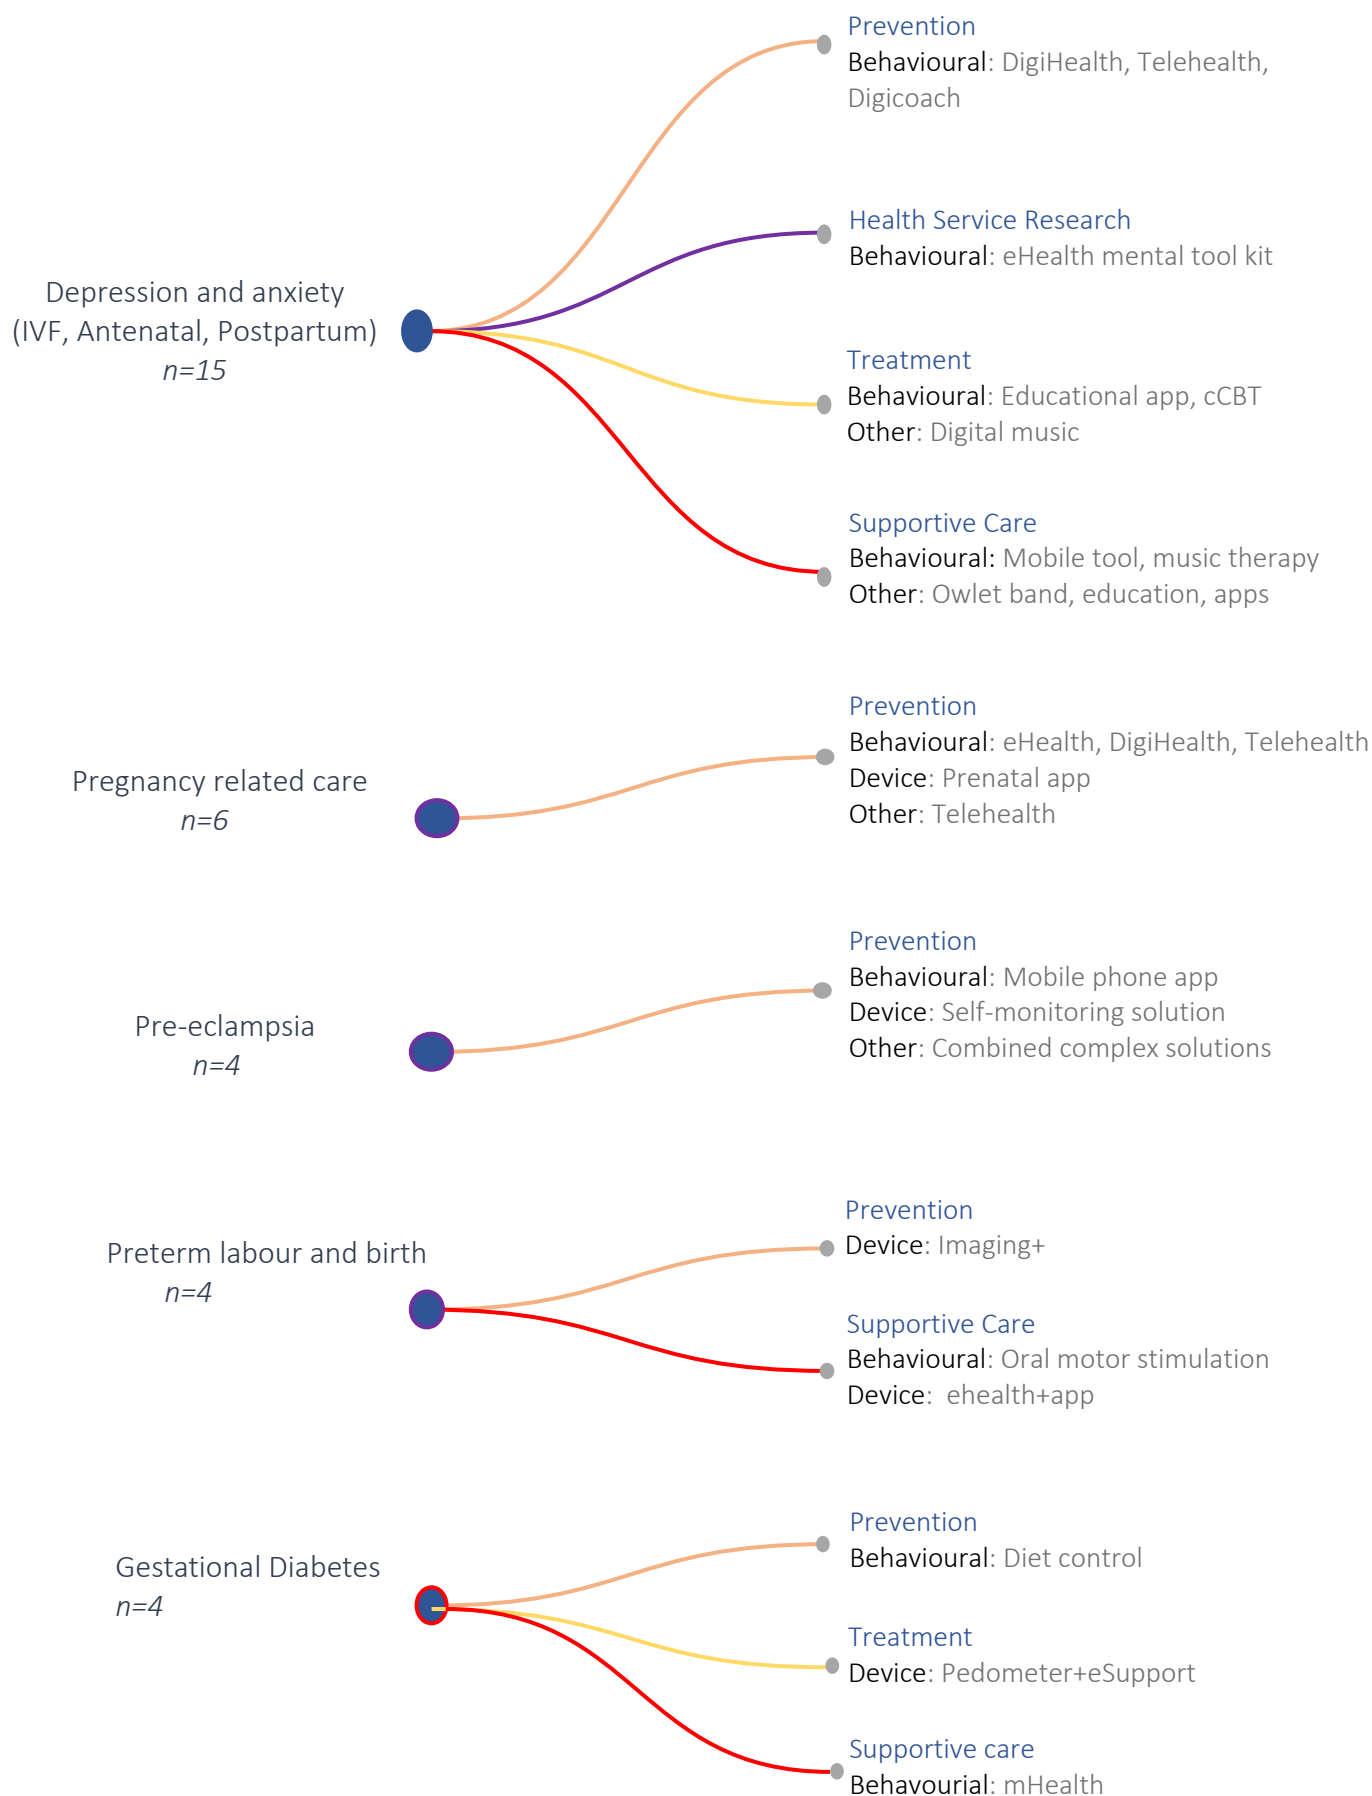 Depression and anxiety
(IVF, Antenatal, Postpartum)
n=15
Prevention
Behavioural: DigiHealth, Telehealth,
Digicoach
Health Service Research
Behavioural: eHealth mental tool kit
Treatment
Behavioural: Educational app, cCBT
Other: Digital music
Supportive Care
Behavioural: Mobile tool, music therapy
Other: Owlet band, education, apps
Pregnancy related care
n=6
Prevention
Behavioural: eHealth, DigiHealth, Telehealth
Device: Prenatal app
Other: Telehealth
Pre-eclampsia
n=4
Prevention
Behavioural: Mobile phone app
Device: Self-monitoring solution
Other: Combined complex solutions
Preterm labour and birth
n=4
Prevention
Device: Imaging+
Supportive Care
Behavioural: Oral motor stimulation
Device: ehealth+app
Gestational Diabetes
n=4
Prevention
Behavioural: Diet control
Treatment
Device: Pedometer+eSupport
Supportive care
Behavourial: mHealth